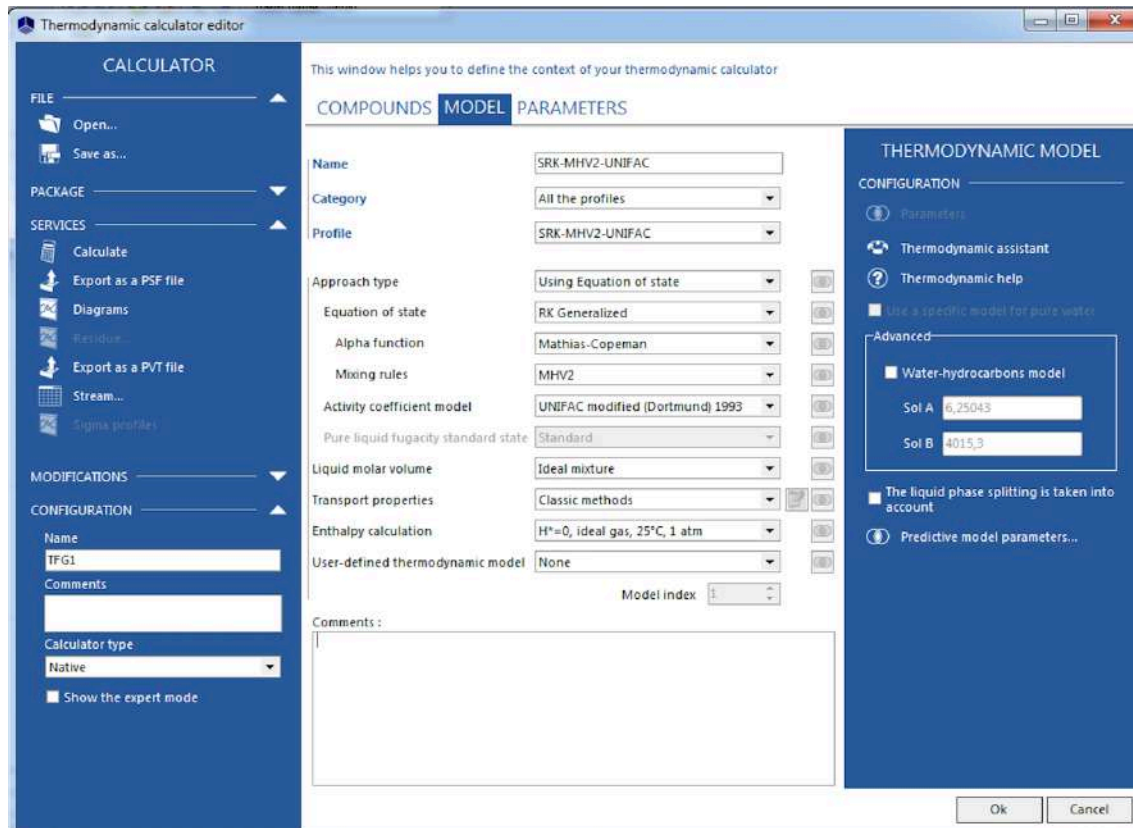 Thermodynamic calculator editor
CALCULATOR
FILE
Open...
Save as...
PACKAGE
SERVICES
Calculate
Export as a PSF file
Diagrams
Residue...
Export as a PVT file
Stream...
Sigma profiles
MODIFICATIONS
CONFIGURATION
Name
TFG1
Comments
Calculator type
Native
Show the expert mode
This window helps you to define the context of your thermodynamic calculator
COMPOUNDS MODEL PARAMETERS
Name SRK-MHV2-UNIFAC
Category All the profiles
Profile SRK-MHV2-UNIFAC
Approach type Using Equation of state
Equation of state RK Generalized
Alpha function Mathias-Copeman
Mixing rules MHV2
Activity coefficient model UNIFAC modified (Dortmund) 1993
Pure liquid fugacity standard state Standard
Liquid molar volume Ideal mixture
Transport properties Classic methods
Enthalpy calculation H*=0, ideal gas, 25°C, 1 atm
User-defined thermodynamic model None
Model index 1
Comments :
THERMODYNAMIC MODEL
CONFIGURATION
Parameters
Thermodynamic assistant
Thermodynamic help
Use a specific model for pure water
Advanced
Water-hydrocarbons model
Sol A 6,25043
Sol B 4015,3
The liquid phase splitting is taken into
account
Predictive model parameters...
Ok Cancel